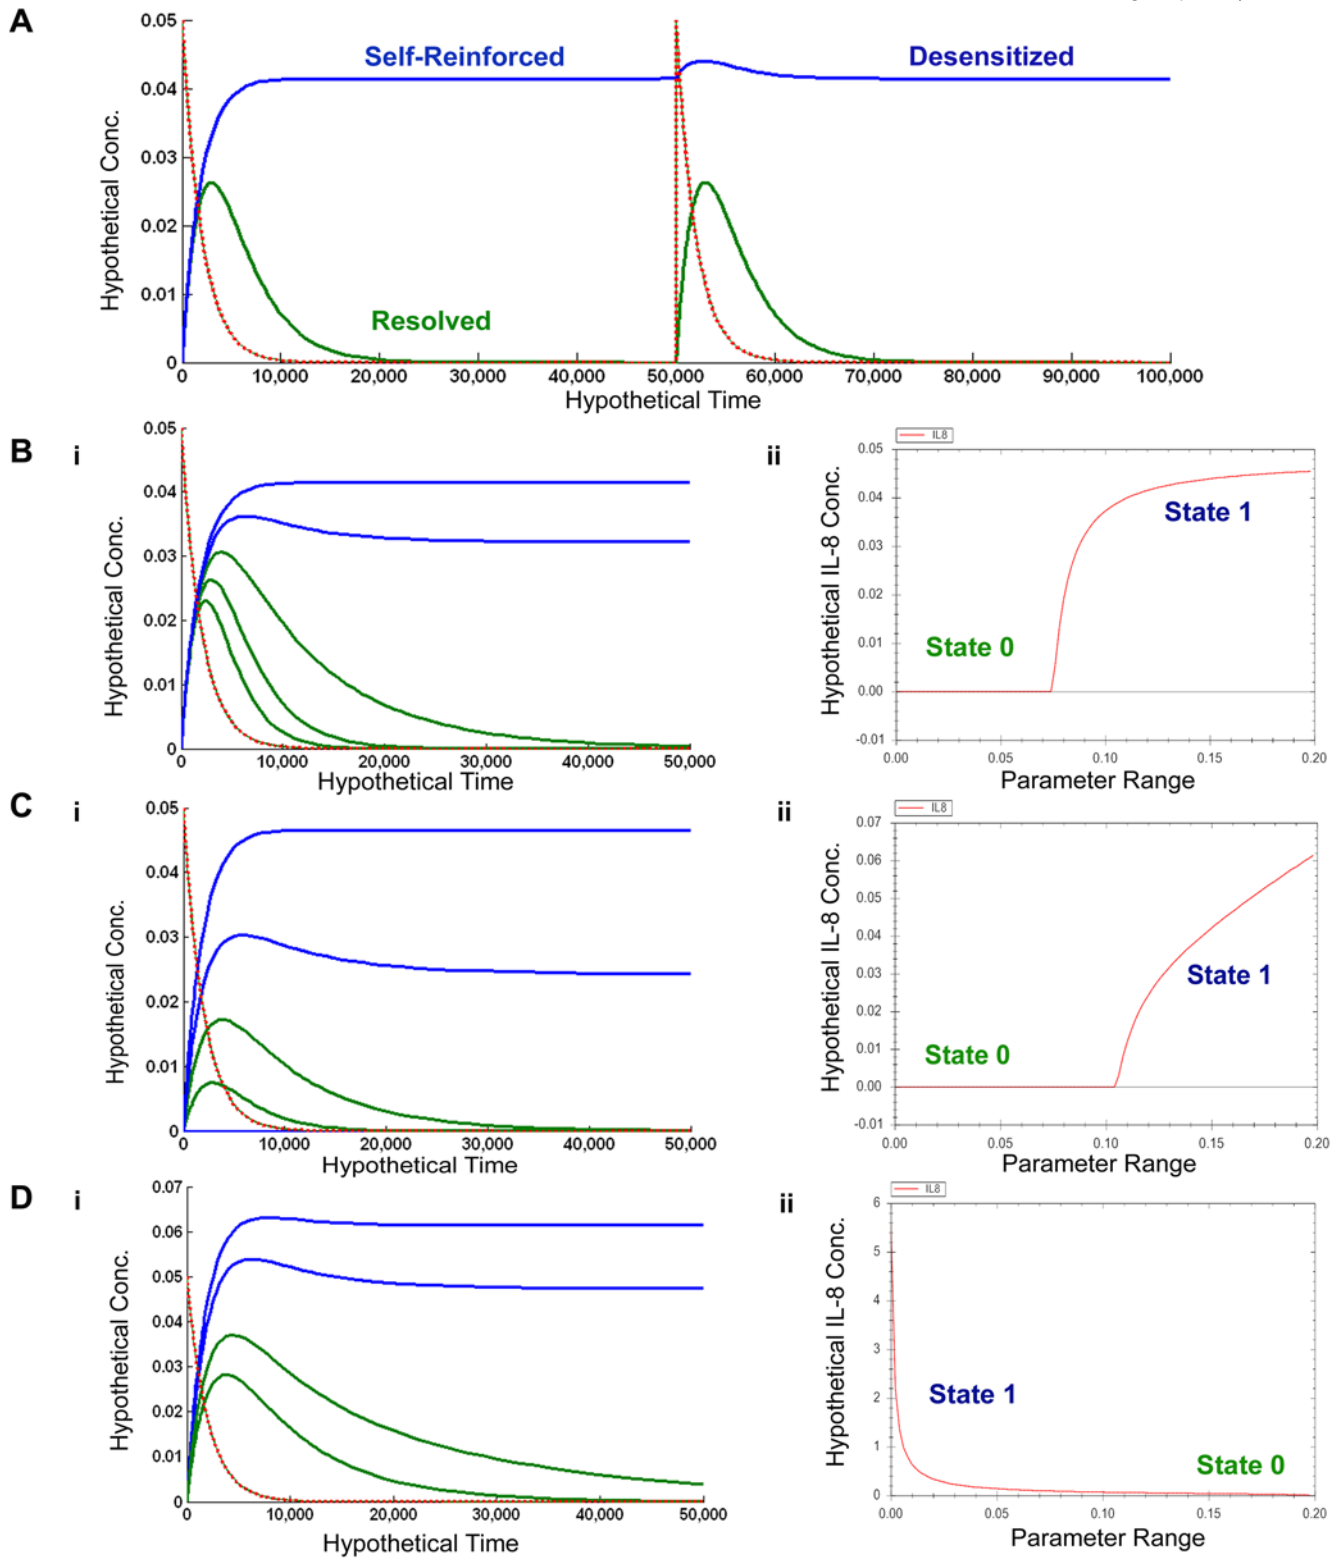 A
0.05
0.04
0.03
0.02
0.01
0
Hypothetical Conc.
Self-Reinforced
Desensitized
Resolved
0 10,000 20,000 30,000 40,000 50,000 60,000 70,000 80,000 90,000 100,000
Hypothetical Time
B
i
0.05
0.04
0.03
0.02
0.01
0
Hypothetical Conc.
10,000 20,000 30,000 40,000 50,000
Hypothetical Time
ii
IL8
0.05
0.04
0.03
0.02
0.01
0.00
-0.01
Hypothetical IL-8 Conc.
State 1
State 0
0.00 0.05 0.10 0.15 0.20
Parameter Range
C
i
0.05
0.04
0.03
0.02
0.01
0
Hypothetical Conc.
0 10,000 20,000 30,000 40,000 50,000
Hypothetical Time
ii
IL8
0.07
0.06
0.05
0.04
0.03
0.02
0.01
0.00
-0.01
Hypothetical IL-8 Conc.
State 1
State 0
0.00 0.05 0.10 0.15 0.20
Parameter Range
D
i
0.07
0.06
0.05
0.04
0.03
0.02
0.01
0
Hypothetical Conc.
0 10,000 20,000 30,000 40,000 50,000
Hypothetical Time
ii
IL8
6
5
4
3
2
1
0
Hypothetical IL-8 Conc.
State 1
State 0
0.00 0.05 0.10 0.15 0.20
Parameter Range